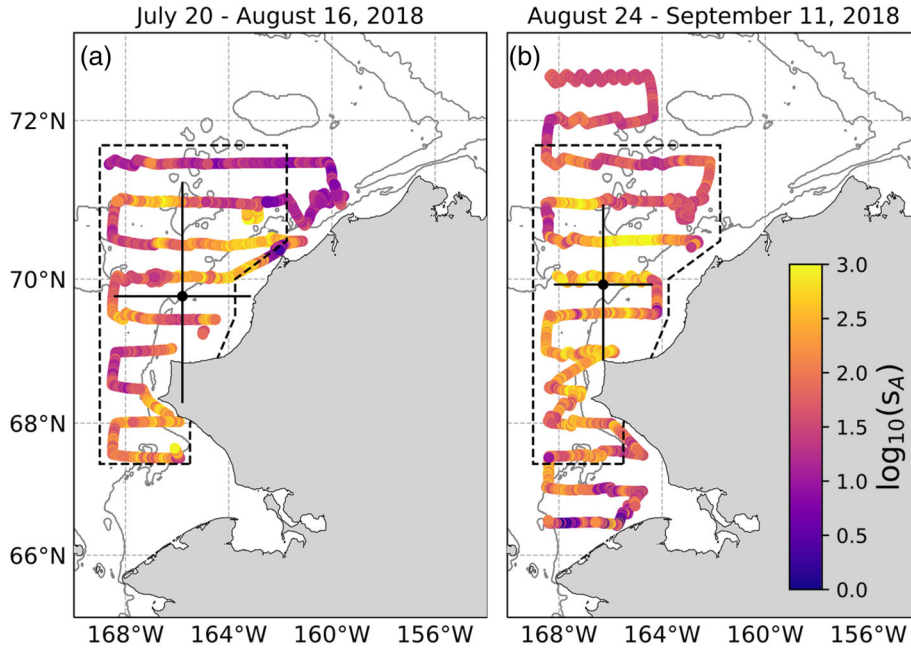 July 20 - August 16, 2018
August 24 - September 11, 2018
(a)
(b)
72°N
70°N
68°N
66°N
3.0
2.5
2.0
1.5
1.0
0.5
0.0
log10(sA)
168°W 164°W 160°W 156°W
168°W 164°W 160°W 156°W